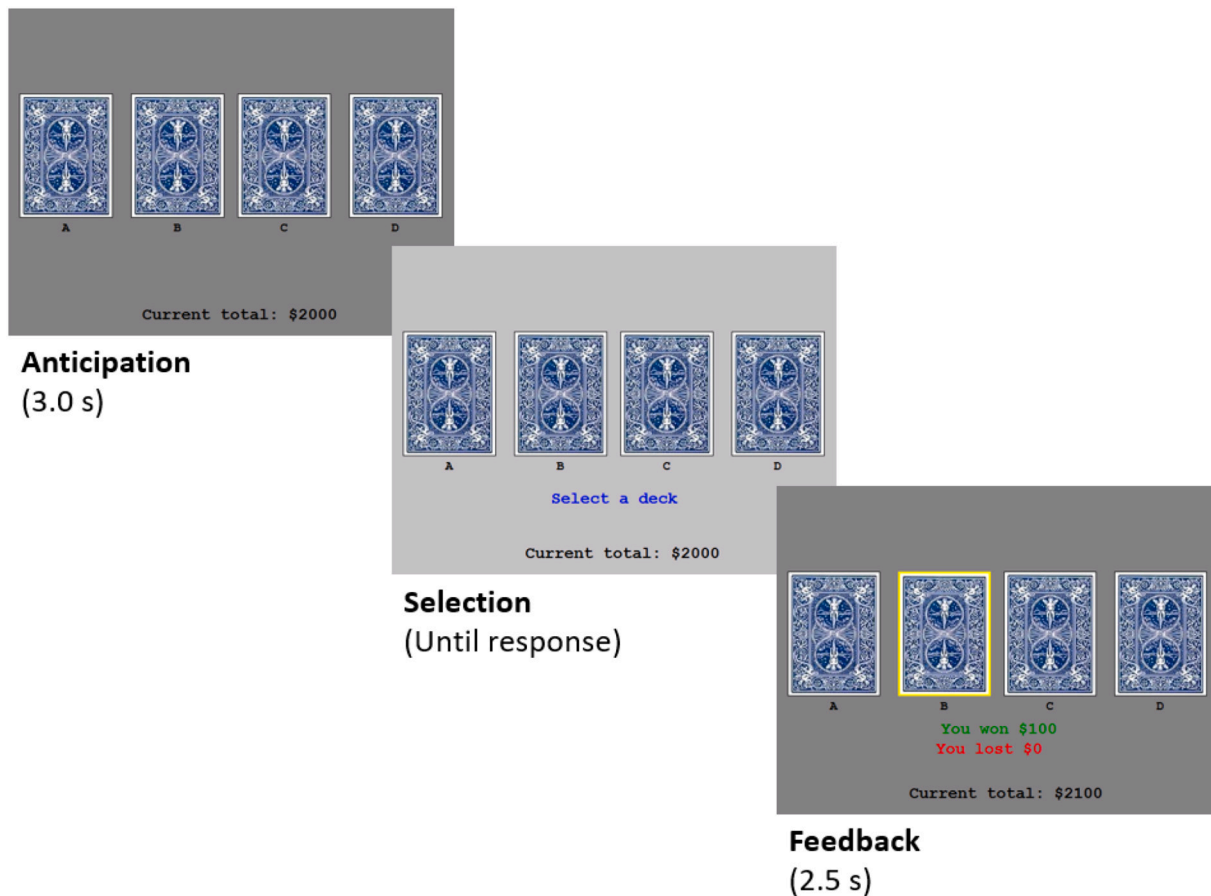 A B C D
Current total: $2000
Anticipation
(3.0 s)
A B C D
Select a deck
Current total: $2000
Selection
(Until response)
A B C D
You won $100
You lost $0
Current total: $2100
Feedback
(2.5 s)